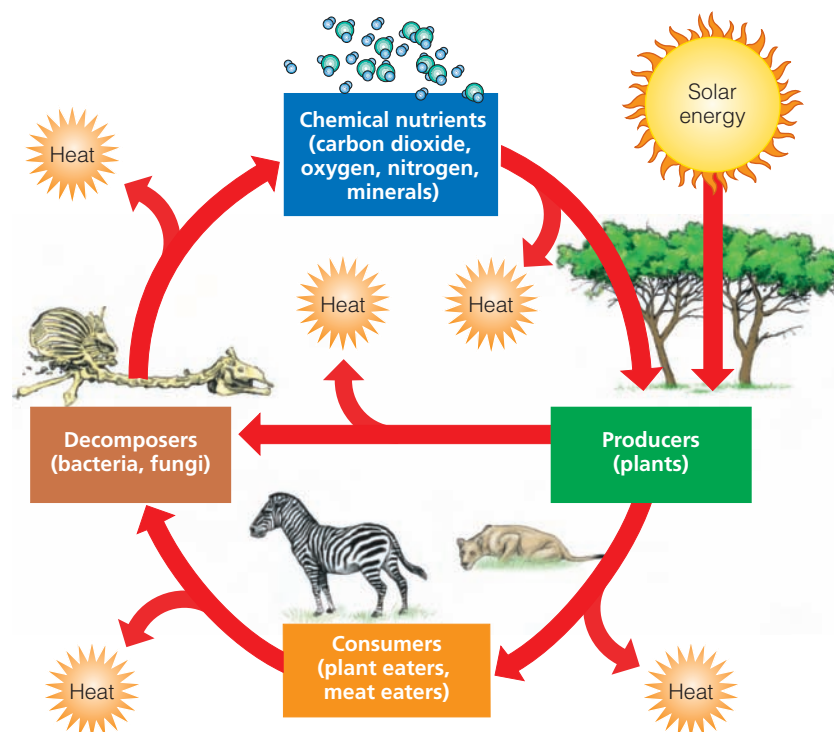 Chemical nutrients
(carbon dioxide,
oxygen, nitrogen,
minerals)
Solar
energy
Heat
Heat
Heat
Decomposers
(bacteria, fungi)
Producers
(plants)
Consumers
(plant eaters,
meat eaters)
Heat
Heat